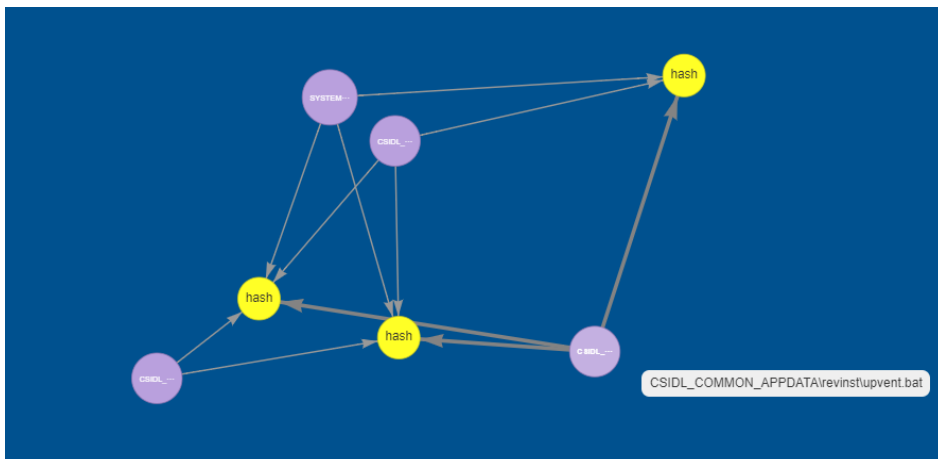 hash
SYSTEM···
CSIDL_···
hash
hash
CSIDL_···
CSIDL_···
CSIDL_COMMON_APPDATA\revinst\upvent.bat